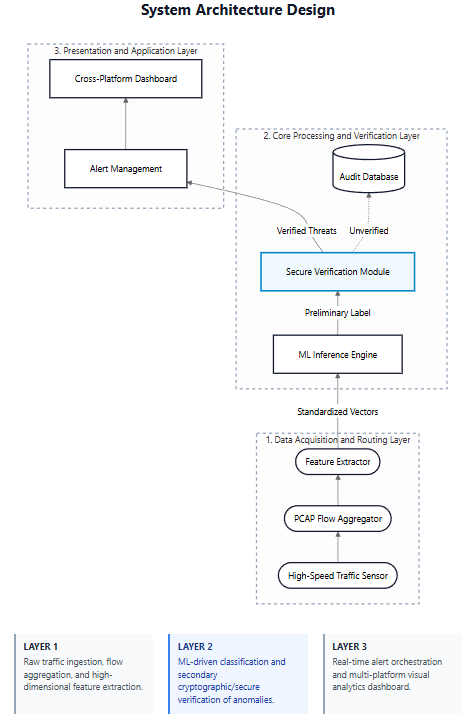 System Architecture Design
3. Presentation and Application Layer
Cross-Platform Dashboard
Alert Management
2. Core Processing and Verification Layer
Audit Database
Verified Threats
Unverified
Secure Verification Module
Preliminary Label
ML Inference Engine
Standardized Vectors
1. Data Acquisition and Routing Layer
Feature Extractor
PCAP Flow Aggregator
High-Speed Traffic Sensor
LAYER 1
Raw traffic ingestion, flow
aggregation, and high-
dimensional feature extraction.
LAYER 2
ML-driven classification and
secondary
cryptographic/secure
verification of anomalies.
LAYER 3
Real-time alert orchestration
and multi-platform visual
analytics dashboard.